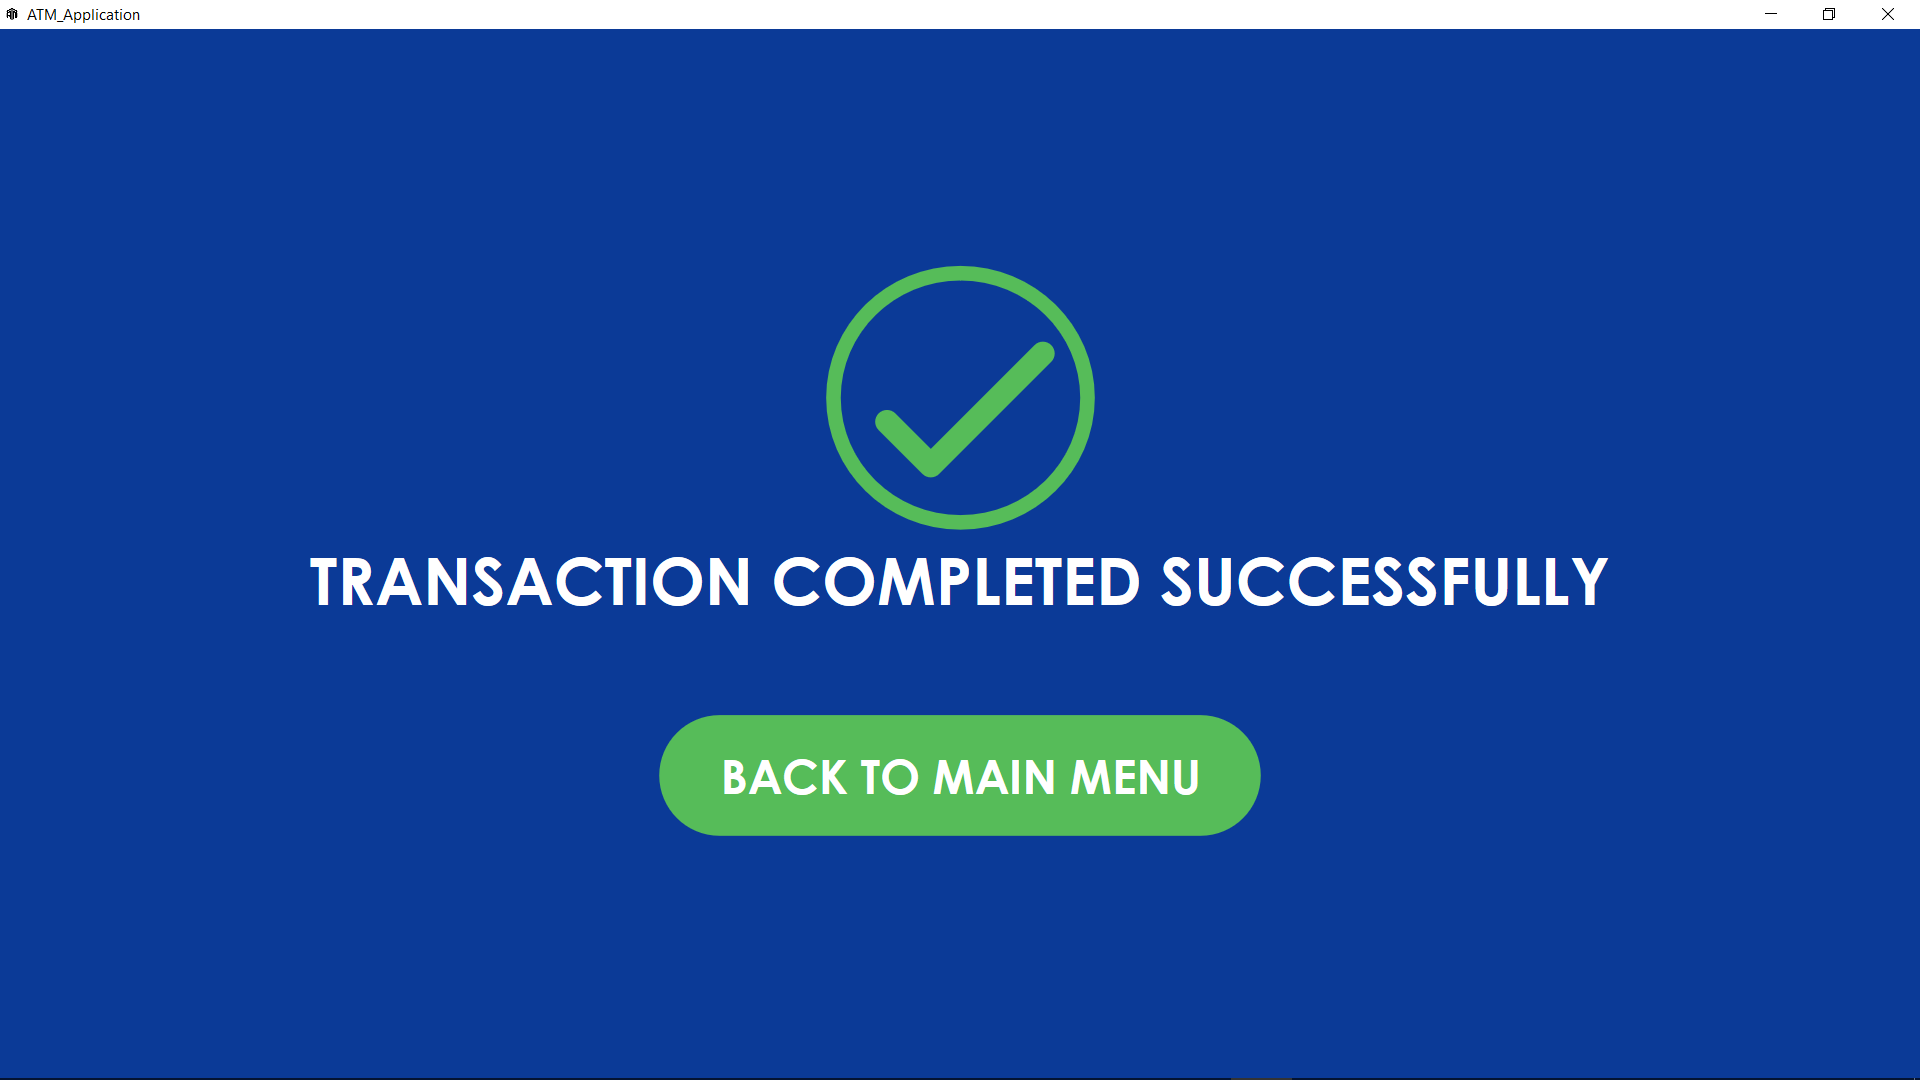 ATM_Application
TRANSACTION COMPLETED SUCCESSFULLY
BACK TO MAIN MENU